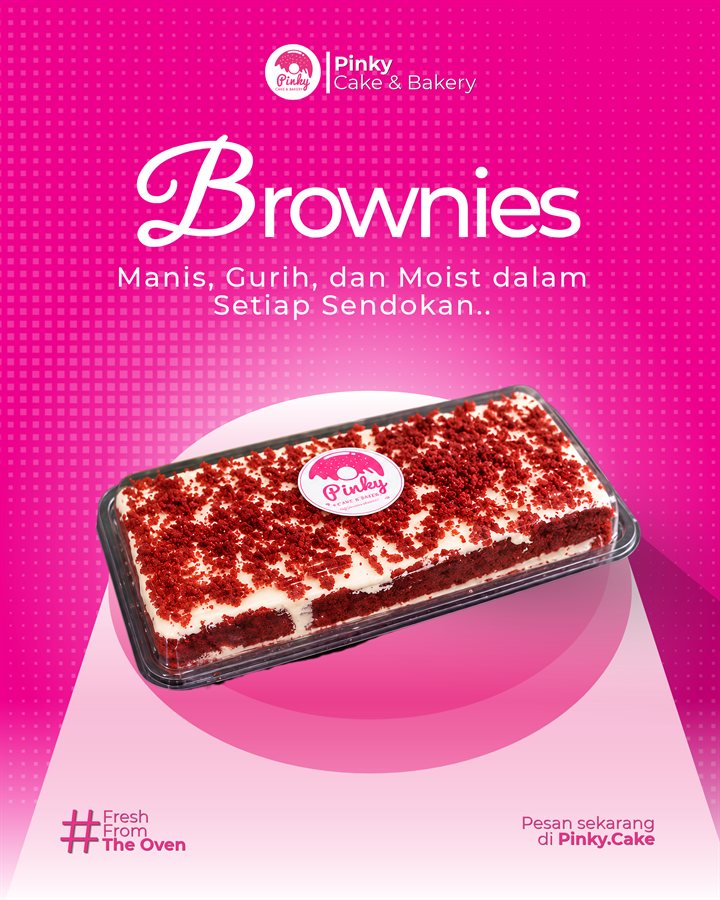 Pinky
CAKE & BAKERY
Pinky
Cake & Bakery
Brownies
Manis, Gurih, dan Moist dalam
Setiap Sendokan..
Pinky
CAKE & BAKERY
#Fresh
From
The Oven
Pesan sekarang
di Pinky.Cake